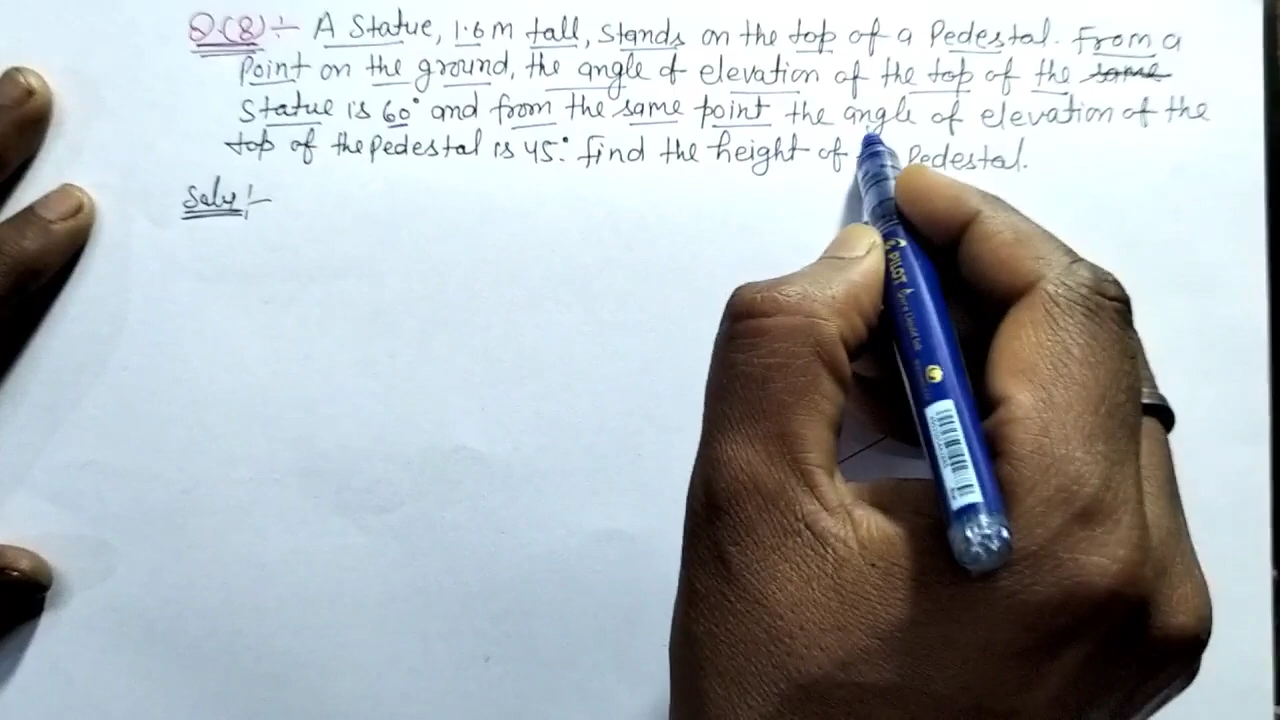 Q.(8):- A Statue, 1.6 m tall, Stands on the top of a Pedestal. From a
Point on the ground, the angle of elevation of the top of the same
Statue is 60° and from the same point the angle of elevation of the
top of the Pedestal is 45°. find the height of Pedestal.
Soln:-
PILOT